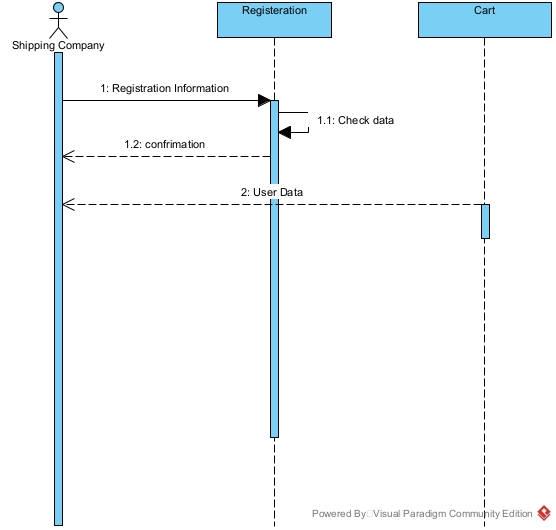 Registeration
Cart
Shipping Company
1: Registration Information
1.1: Check data
1.2: confrimation
2: User Data
Powered By Visual Paradigm Community Edition